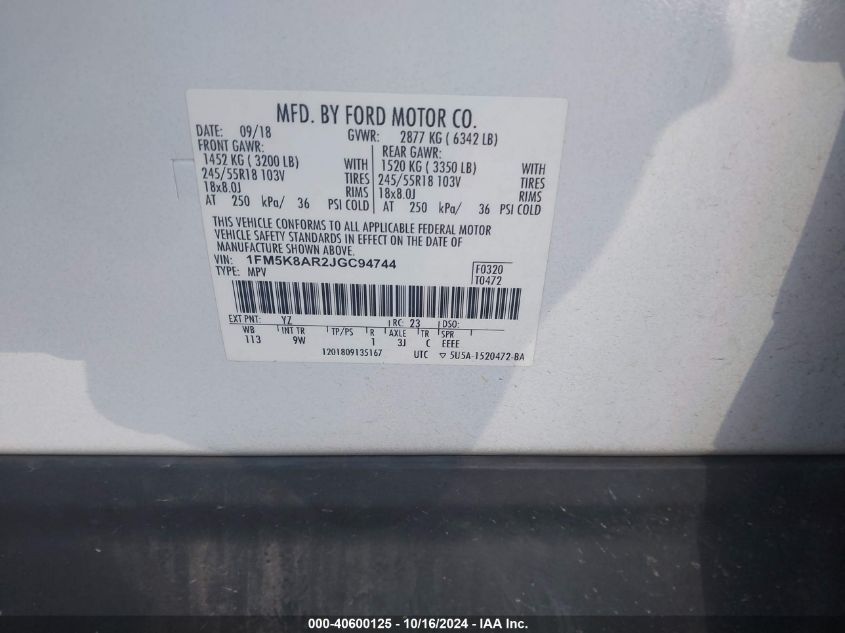 MFD. BY FORD MOTOR CO.
DATE: 09/18 GVWR: 2877 KG ( 6342 LB)
FRONT GAWR: REAR GAWR:
1452 KG ( 3200 LB) WITH 1520 KG ( 3350 LB) WITH
245/55R18 103V TIRES 245/55R18 103V TIRES
18x8.0J RIMS 18x8.0J RIMS
AT 250 kPa/ 36 PSI COLD AT 250 kPa/ 36 PSI COLD
THIS VEHICLE CONFORMS TO ALL APPLICABLE FEDERAL MOTOR
VEHICLE SAFETY STANDARDS IN EFFECT ON THE DATE OF
MANUFACTURE SHOWN ABOVE.
VIN: 1FM5K8AR2JGC94744 F0320
TYPE: MPV T0472
EXT PNT: YZ RC: 23 DSO:
WB INT TR TP/PS R AXLE TR SPR
113 9W 1 3J C EEEE
1201809135167 UTC ▽ 5U5A-1520472-BA
000-40600125 - 10/16/2024 - IAA Inc.